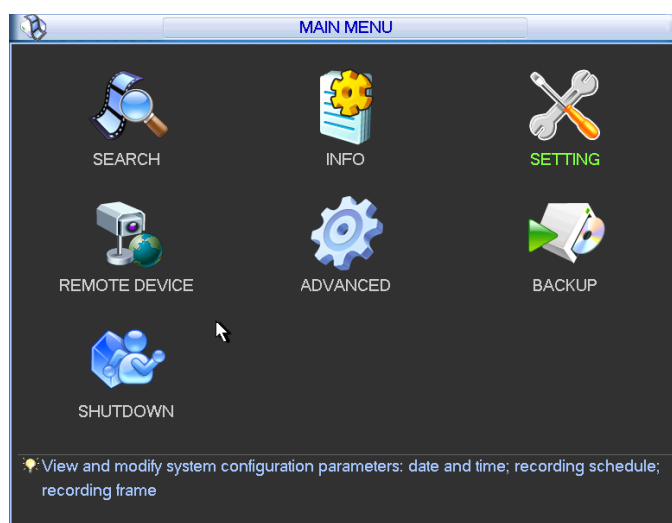 MAIN MENU
SEARCH
INFO
SETTING
REMOTE DEVICE
ADVANCED
BACKUP
SHUTDOWN
View and modify system configuration parameters: date and time; recording schedule;
recording frame